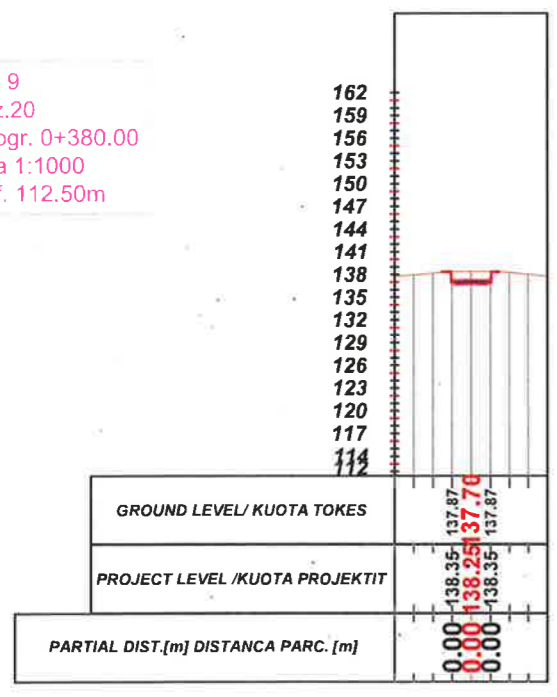 9
z.20
ogr. 0+380.00
a 1:1000
f. 112.50m
162
159
156
153
150
147
144
141
138
135
132
129
126
123
120
117
114
112
GROUND LEVEL/ KUOTA TOKES
137.87 137.70 137.87
PROJECT LEVEL /KUOTA PROJEKTIT
138.35 138.25 138.35
PARTIAL DIST.[m] DISTANCA PARC. [m]
0.00 0.00 0.00